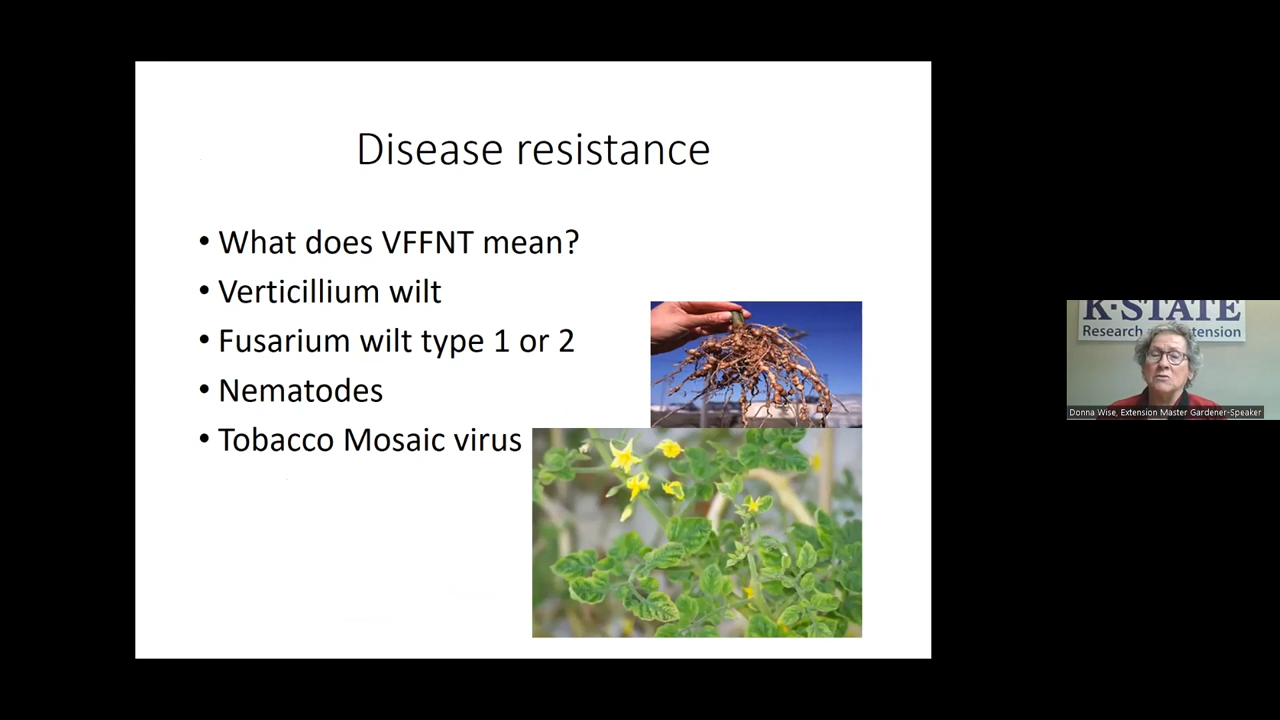 Disease resistance
• What does VFFNT mean?
• Verticillium wilt
• Fusarium wilt type 1 or 2
• Nematodes
• Tobacco Mosaic virus
K-STATE
Research
tension
Donna Wise, Extension Master Gardener-Speaker